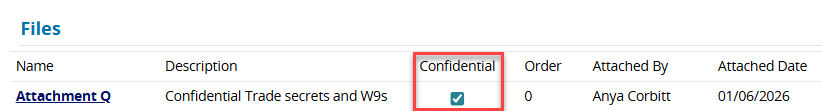 Files
Name Description Confidential Order Attached By Attached Date
Attachment Q Confidential Trade secrets and W9s 0 Anya Corbitt 01/06/2026